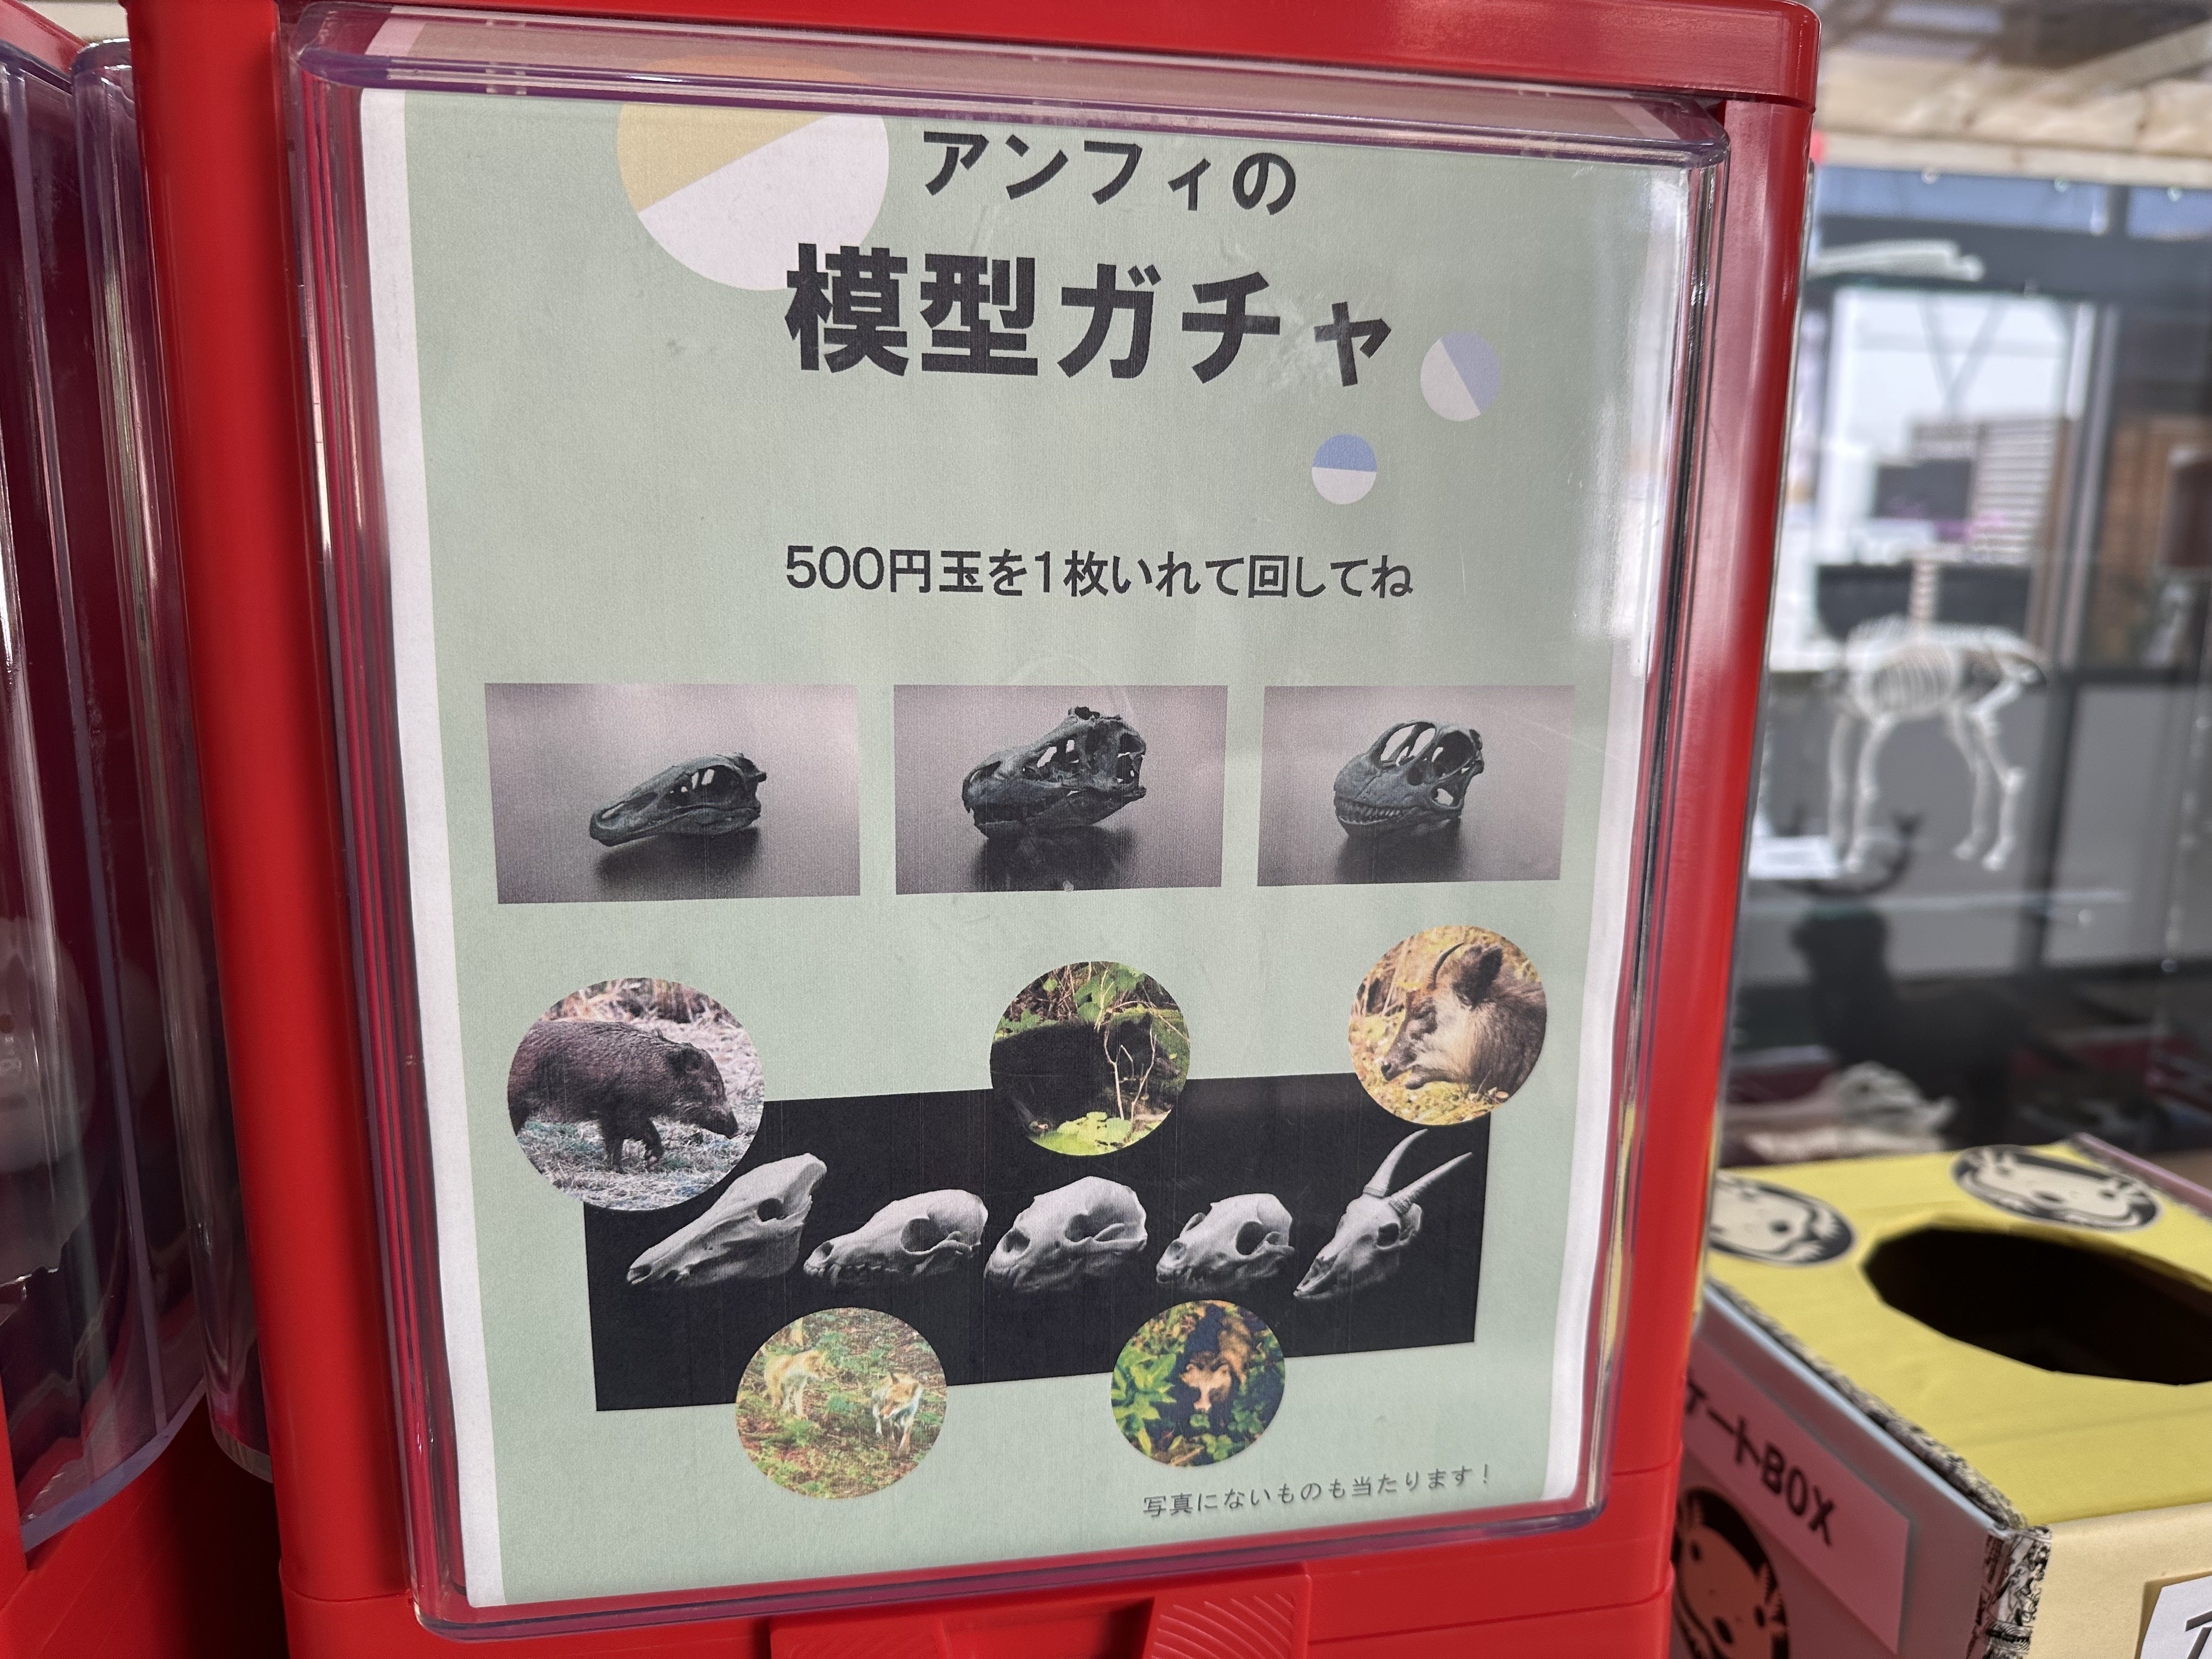 アンフィの
模型ガチャ
500円玉を1枚いれて回してね
写真にないものも当たります！
ートBOX